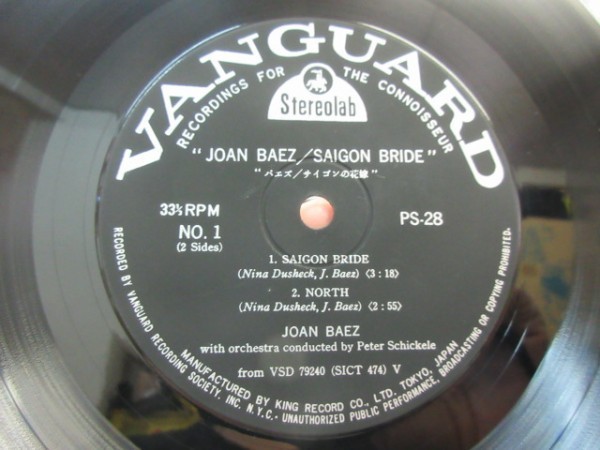 VANGUARD
RECORDINGS FOR THE CONNOISSEUR
Stereolab
"JOAN BAEZ/SAIGON BRIDE"
"バエズ/サイゴンの花嫁"
33⅓RPM
NO. 1
(2 Sides)
PS-28
1. SAIGON BRIDE
(Nina Dusheck, J. Baez) (3:18)
2. NORTH
(Nina Dusheck, J. Baez) (2:55)
JOAN BAEZ
with orchestra conducted by Peter Schickele
from VSD 79240 (SICT 474) V
RECORDED BY VANGUARD RECORDING SOCIETY, INC. N.Y.C.- UNAUTHORIZED PUBLIC PERFORMANCE, BROADCASTING OR COPYING PROHIBITED.
MANUFACTURED BY KING RECORD CO., LTD. TOKYO, JAPAN